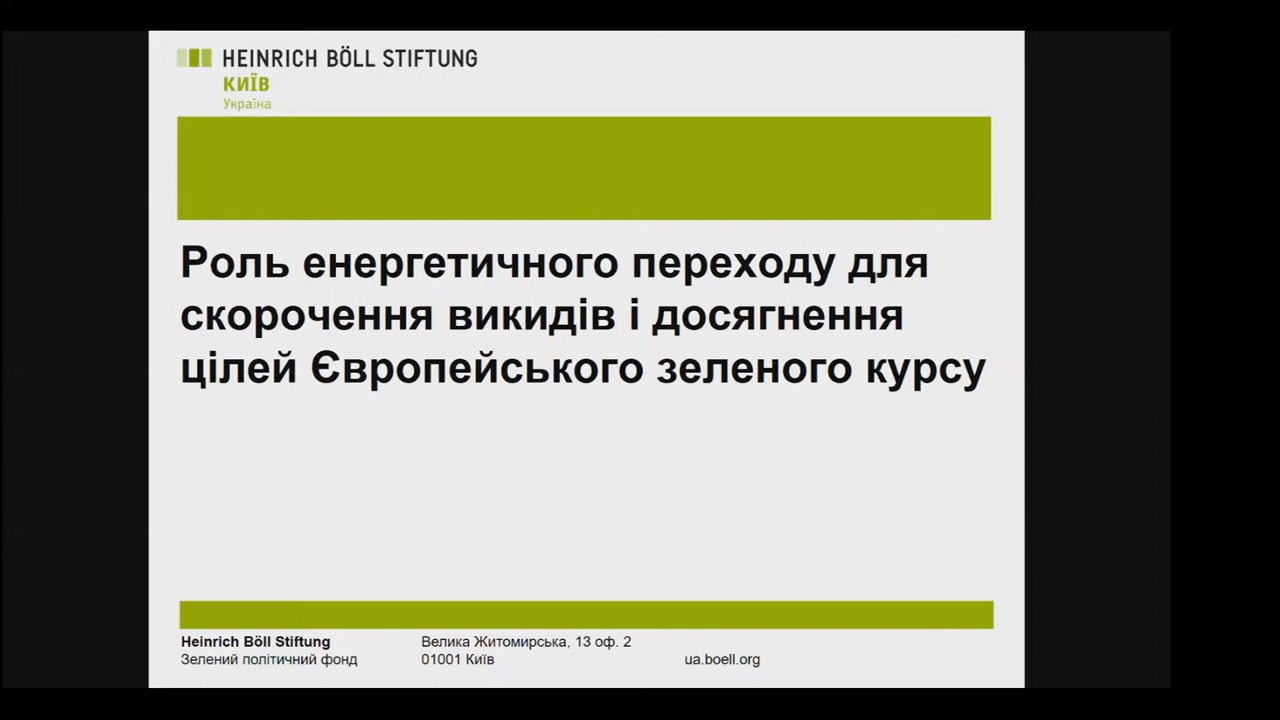 HEINRICH BÖLL STIFTUNG
КИЇВ
Україна
Роль енергетичного переходу для
скорочення викидів і досягнення
цілей Європейського зеленого курсу
Heinrich Böll Stiftung
Зелений політичний фонд
Велика Житомирська, 13 оф. 2
01001 Київ
ua.boell.org